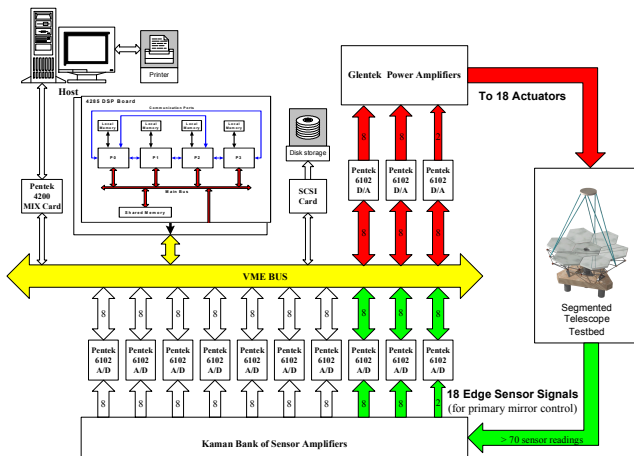 Printer
Host
4285 DSP Board
Communication Ports
Local Memory
Local Memory
Local Memory
Local Memory
P0
P1
P2
P3
Main Bus
Shared Memory
Pentek
4200
MIX Card
Disk storage
SCSI
Card
Glentek Power Amplifiers
To 18 Actuators
8
8
2
Pentek
6102
D/A
Pentek
6102
D/A
Pentek
6102
D/A
8
8
8
VME BUS
Segmented
Telescope
Testbed
8
8
8
8
8
8
8
8
8
Pentek
6102
A/D
Pentek
6102
A/D
Pentek
6102
A/D
Pentek
6102
A/D
Pentek
6102
A/D
Pentek
6102
A/D
Pentek
6102
A/D
Pentek
6102
A/D
Pentek
6102
A/D
8
8
8
8
8
8
8
8
2
18 Edge Sensor Signals
(for primary mirror control)
Kaman Bank of Sensor Amplifiers
> 70 sensor readings